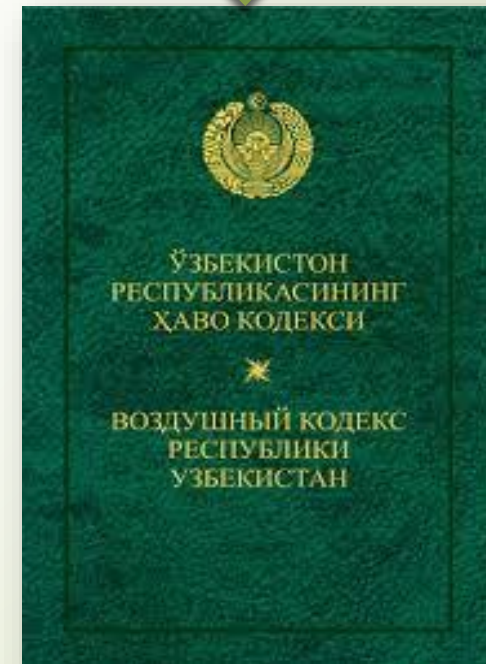 ЎЗБЕКИСТОН
РЕСПУБЛИКАСИНИНГ
ҲАВО КОДЕКСИ
ВОЗДУШНЫЙ КОДЕКС
РЕСПУБЛИКИ
УЗБЕКИСТАН